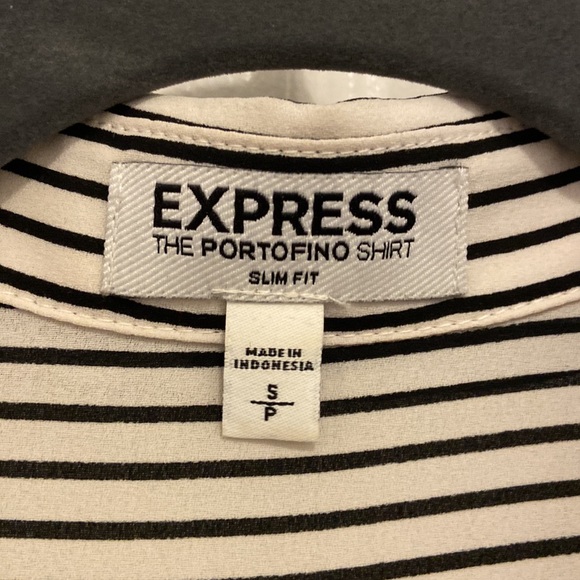 EXPRESS
THE PORTOFINO SHIRT
SLIM FIT
MADE IN
INDONESIA
S
P